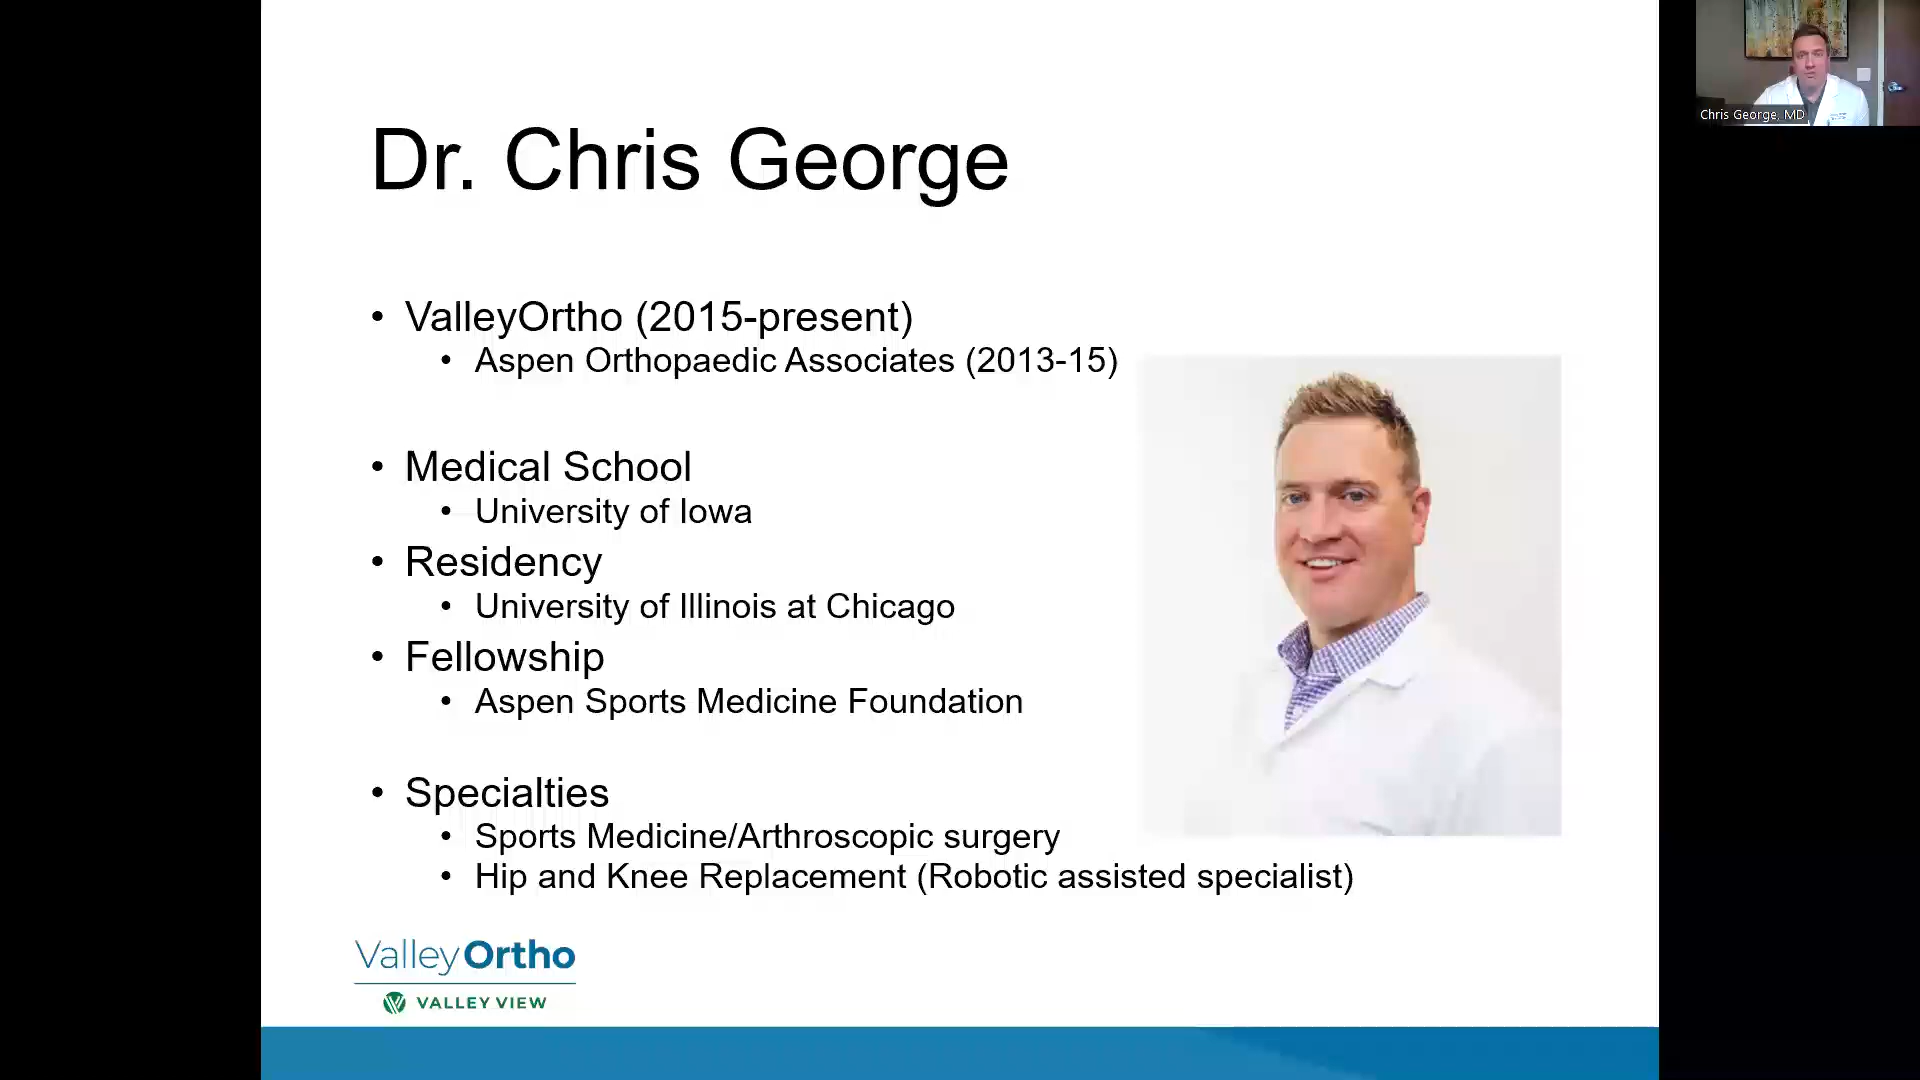 Dr. Chris George
• ValleyOrtho (2015-present)
• Aspen Orthopaedic Associates (2013-15)
• Medical School
• University of Iowa
• Residency
• University of Illinois at Chicago
• Fellowship
• Aspen Sports Medicine Foundation
• Specialties
• Sports Medicine/Arthroscopic surgery
• Hip and Knee Replacement (Robotic assisted specialist)
ValleyOrtho
VALLEY VIEW
Chris George, MD